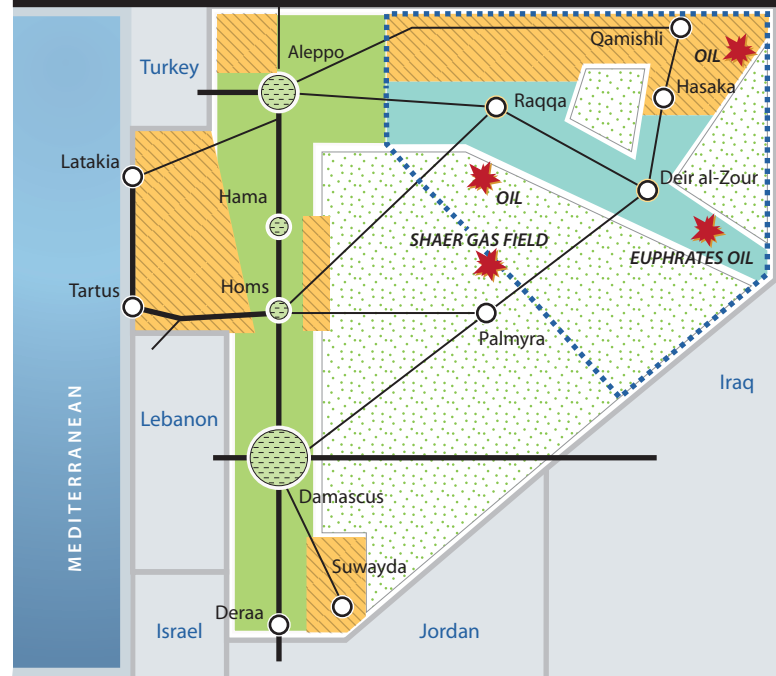 Aleppo
Qamishli
OIL
Turkey
Hasaka
Raqqa
Latakia
Deir al-Zour
Hama
OIL
SHAER GAS FIELD
EUPHRATES OIL
Tartus
Homs
Palmyra
Iraq
Lebanon
MEDITERRANEAN
Damascus
Suwayda
Deraa
Israel
Jordan